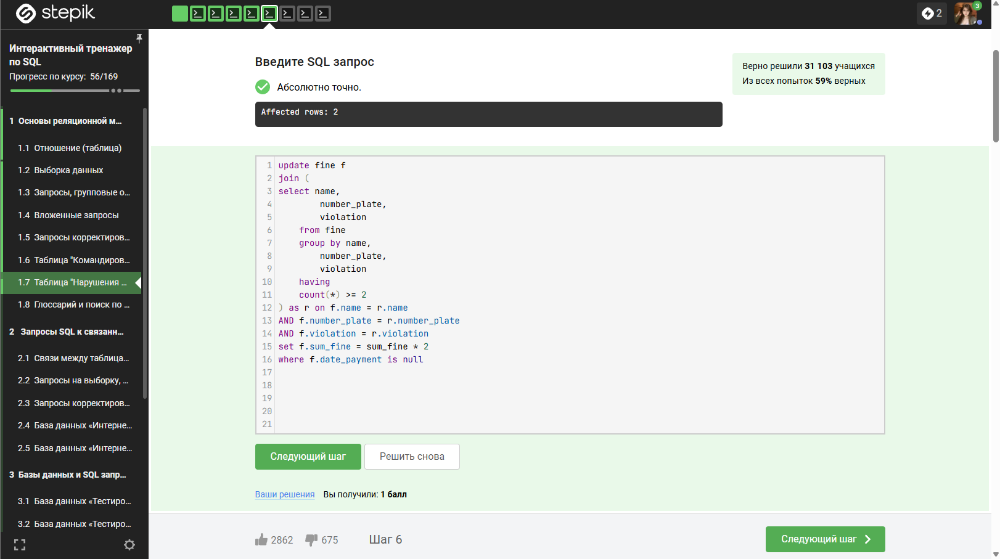 stepik
2
3
Интерактивный тренажер
по SQL
Прогресс по курсу: 56/169
1 Основы реляционной м...
1.1 Отношение (таблица)
1.2 Выборка данных
1.3 Запросы, групповые о...
1.4 Вложенные запросы
1.5 Запросы корректиров...
1.6 Таблица "Командиров...
1.7 Таблица "Нарушения ...
1.8 Глоссарий и поиск по ...
2 Запросы SQL к связанн...
2.1 Связи между таблица...
2.2 Запросы на выборку, ...
2.3 Запросы корректиров...
2.4 База данных «Интерне...
2.5 База данных «Интерне...
3 Базы данных и SQL запр...
3.1 База данных «Тестиро...
3.2 База данных «Тестиро...
Введите SQL запрос
Абсолютно точно.
Affected rows: 2
Верно решили 31 103 учащихся
Из всех попыток 59% верных
1 update fine f
2 join (
3 select name,
4 number_plate,
5 violation
6 from fine
7 group by name,
8 number_plate,
9 violation
10 having
11 count(*) >= 2
12 ) as r on f.name = r.name
13 AND f.number_plate = r.number_plate
14 AND f.violation = r.violation
15 set f.sum_fine = sum_fine * 2
16 where f.date_payment is null
17
18
19
20
21
Следующий шаг
Решить снова
Ваши решения Вы получили: 1 балл
2862 675 Шаг 6
Следующий шаг